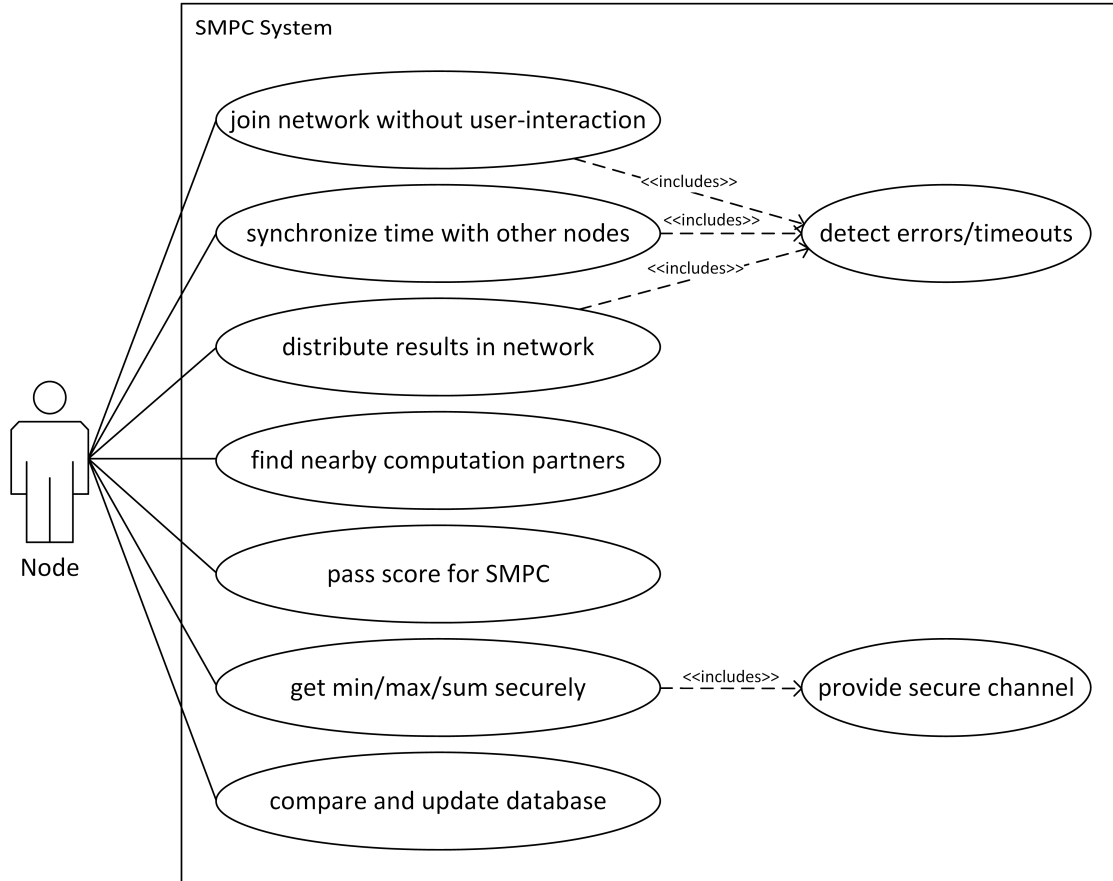 SMPC System
join network without user-interaction
<<includes>>
synchronize time with other nodes
<<includes>>
detect errors/timeouts
<<includes>>
distribute results in network
find nearby computation partners
Node
pass score for SMPC
get min/max/sum securely
<<includes>>
provide secure channel
compare and update database